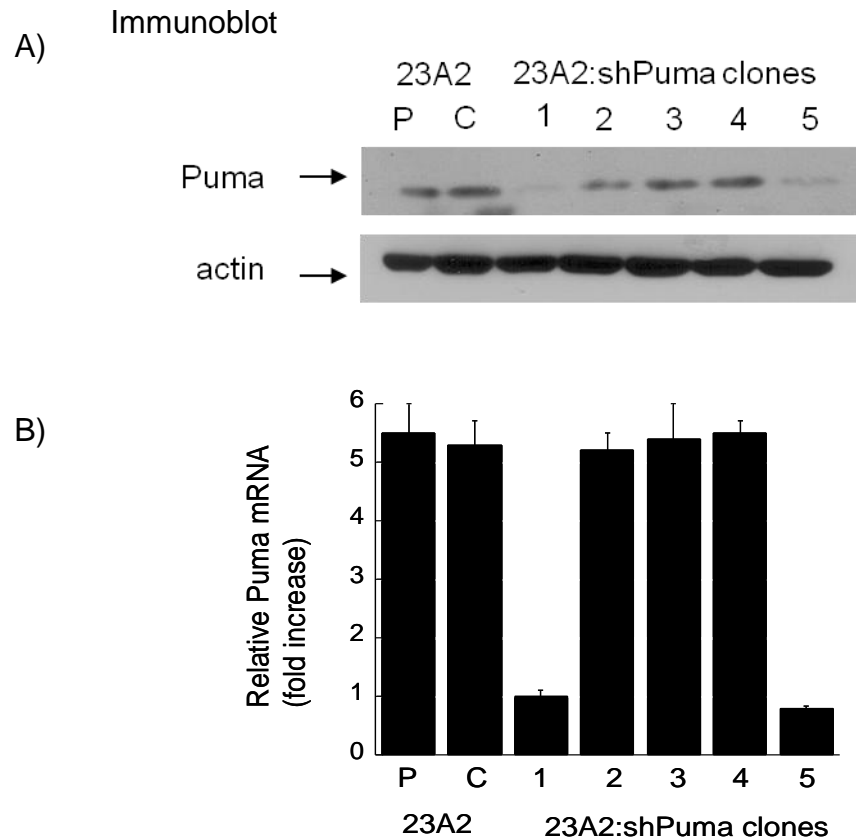 Immunoblot
A)
23A2 23A2:shPuma clones
P C 1 2 3 4 5
Puma
actin
B)
Relative Puma mRNA
(fold increase)
6
5
4
3
2
1
0
P C 1 2 3 4 5
23A2 23A2:shPuma clones